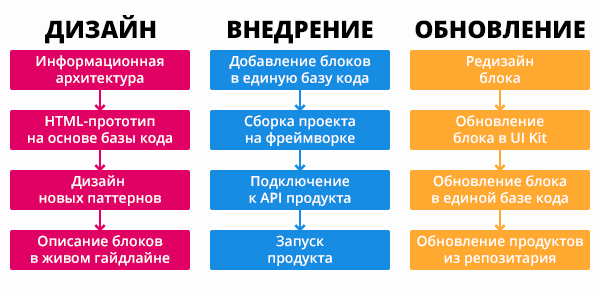 ДИЗАЙН
Информационная
архитектура
HTML-прототип
на основе базы кода
Дизайн
новых паттернов
Описание блоков
в живом гайдлайне
ВНЕДРЕНИЕ
Добавление блоков
в единую базу кода
Сборка проекта
на фреймворке
Подключение
к API продукта
Запуск
продукта
ОБНОВЛЕНИЕ
Редизайн
блока
Обновление
блока в UI Kit
Обновление блока
в единой базе кода
Обновление продуктов
из репозитария